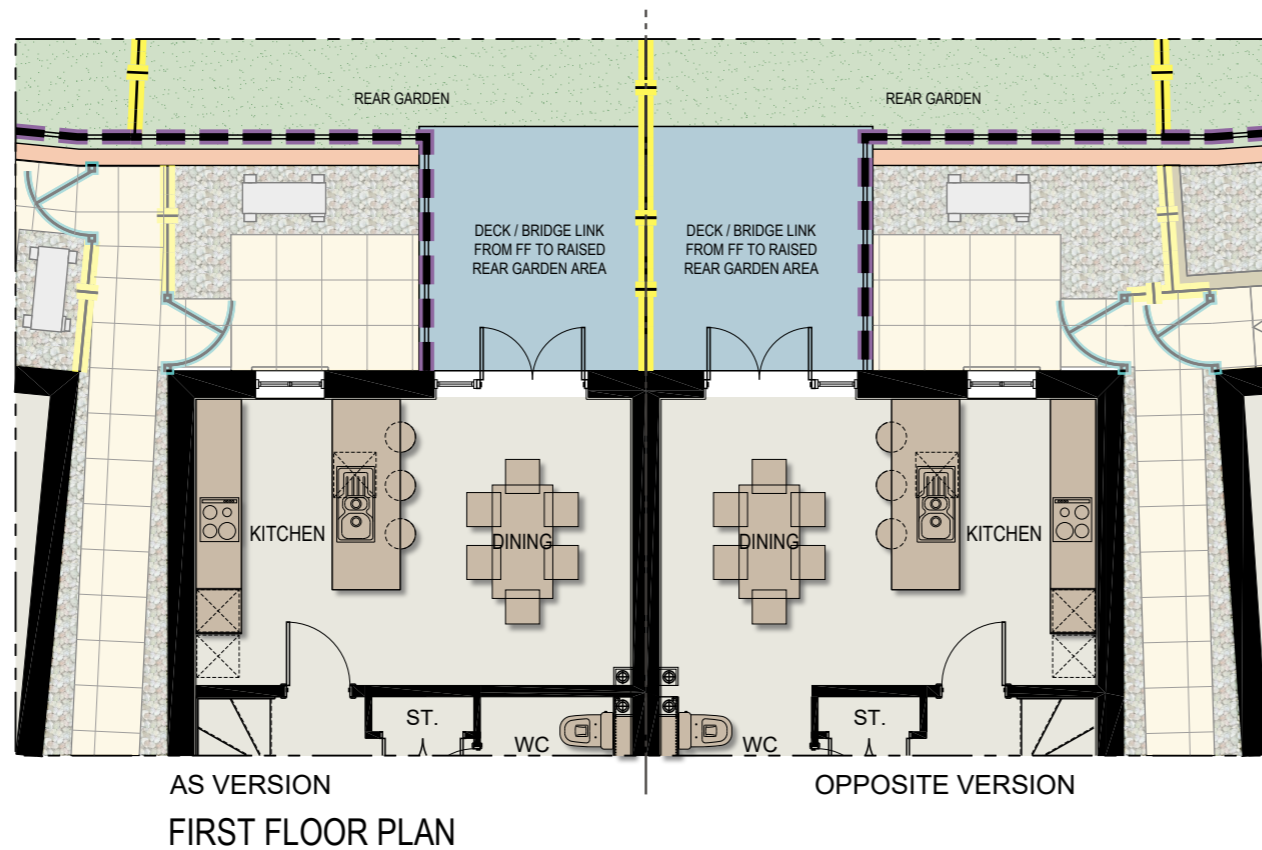 REAR GARDEN
REAR GARDEN
DECK / BRIDGE LINK
FROM FF TO RAISED
REAR GARDEN AREA
DECK / BRIDGE LINK
FROM FF TO RAISED
REAR GARDEN AREA
KITCHEN
DINING
DINING
KITCHEN
ST.
WC
WC
ST.
AS VERSION
OPPOSITE VERSION
FIRST FLOOR PLAN